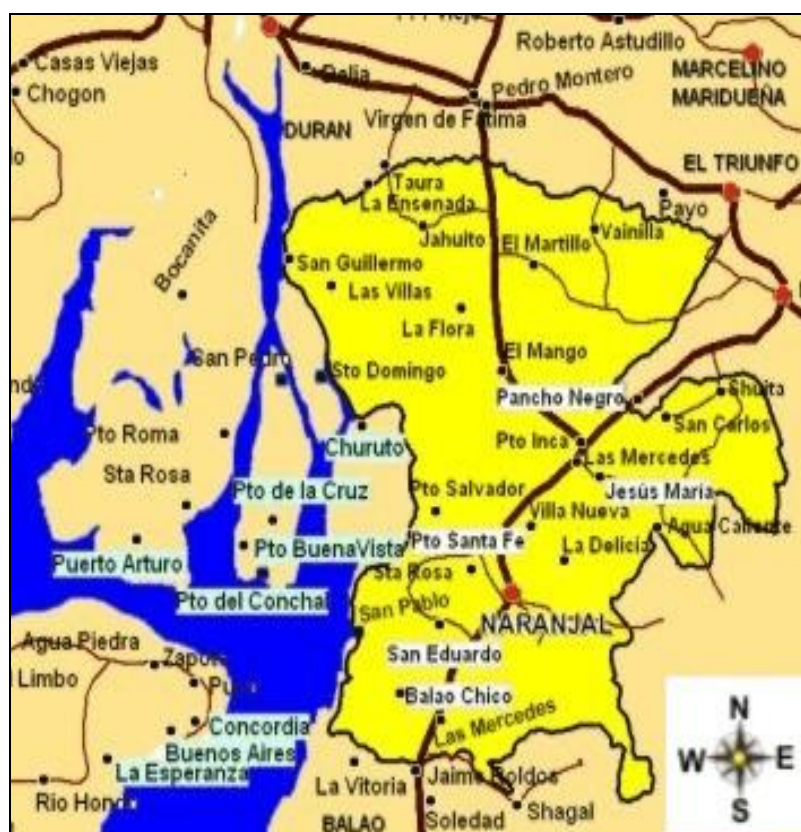 Roberto Astudillo
Casas Viejas
MARCELINO
MARIDUEÑA
Chogon
Delia
Pedro Montero
Virgen de Fatima
DURAN
EL TRIUNFO
Taura
La Ensenada
Payo
Jahuito
Vainilla
El Martillo
San Guillermo
Bocanita
Las Villas
La Flora
El Mango
San Pedro
Sto Domingo
Shuita
Pancho Negro
San Carlos
Pto Roma
Churuto
Pto Inca
Las Mercedes
Sta Rosa
Pto de la Cruz
Pto Salvador
Jesús María
Villa Nueva
Agua Caliente
Puerto Arturo
Pto BuenaVista
Pto Santa Fe
La Delicia
Sta Rosa
Pto del Conchal
San Pablo
NARANJAL
Agua Piedra
San Eduardo
Limbo
Balao Chico
Concordia
Las Mercedes
Buenos Aires
La Esperanza
La Vitoria
Jaime Roldos
Rio Hondo
Soledad
Shagal
BALAO
N
W
E
S